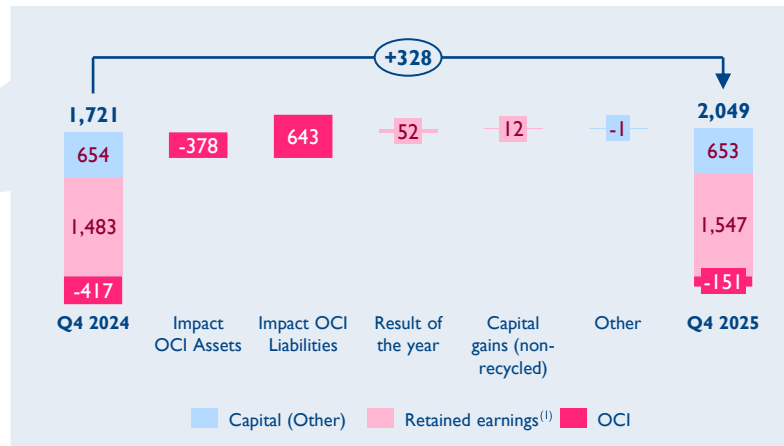 +328
1,721
2,049
654
-378
643
52
12
-1
653
1,483
1,547
-417
-151
Q4 2024
Impact
OCI Assets
Impact OCI
Liabilities
Result of
the year
Capital
gains (non-
recycled)
Other
Q4 2025
Capital (Other)
Retained earnings(1)
OCI